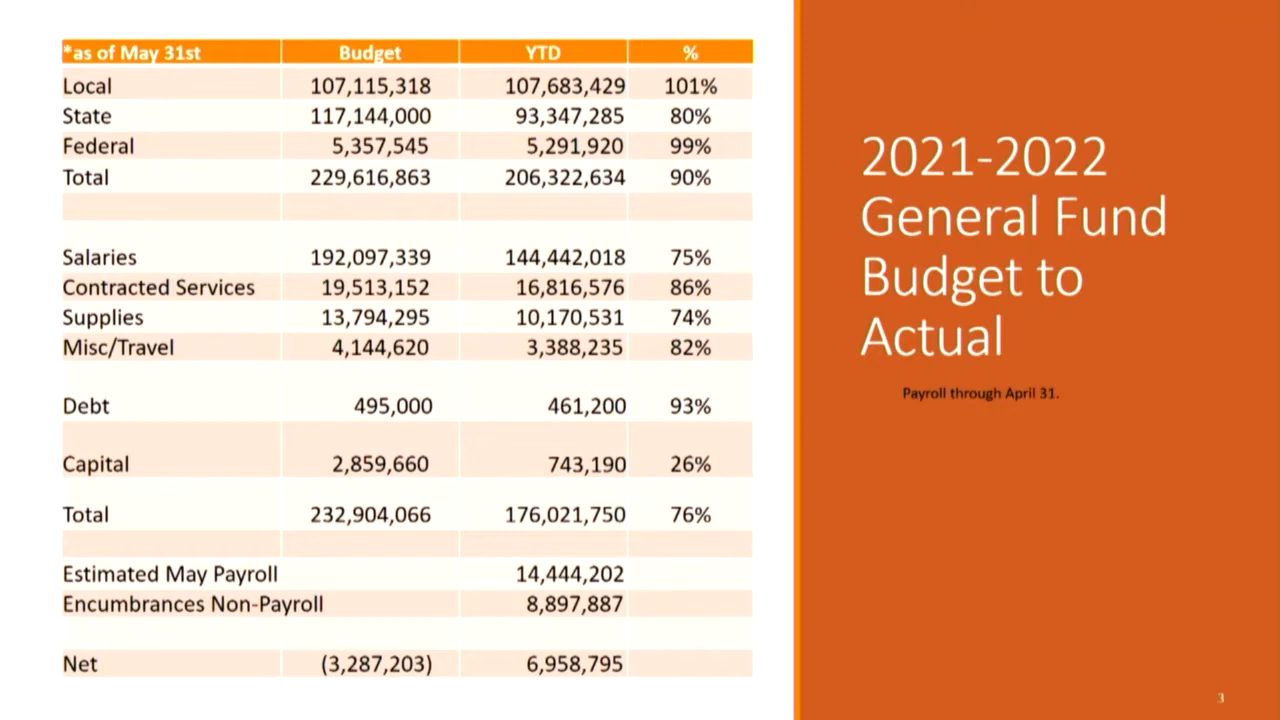 *as of May 31st Budget YTD %
Local 107,115,318 107,683,429 101%
State 117,144,000 93,347,285 80%
Federal 5,357,545 5,291,920 99%
Total 229,616,863 206,322,634 90%
Salaries 192,097,339 144,442,018 75%
Contracted Services 19,513,152 16,816,576 86%
Supplies 13,794,295 10,170,531 74%
Misc/Travel 4,144,620 3,388,235 82%
Debt 495,000 461,200 93%
Capital 2,859,660 743,190 26%
Total 232,904,066 176,021,750 76%
Estimated May Payroll 14,444,202
Encumbrances Non-Payroll 8,897,887
Net (3,287,203) 6,958,795
2021-2022
General Fund
Budget to
Actual
Payroll through April 31.
3